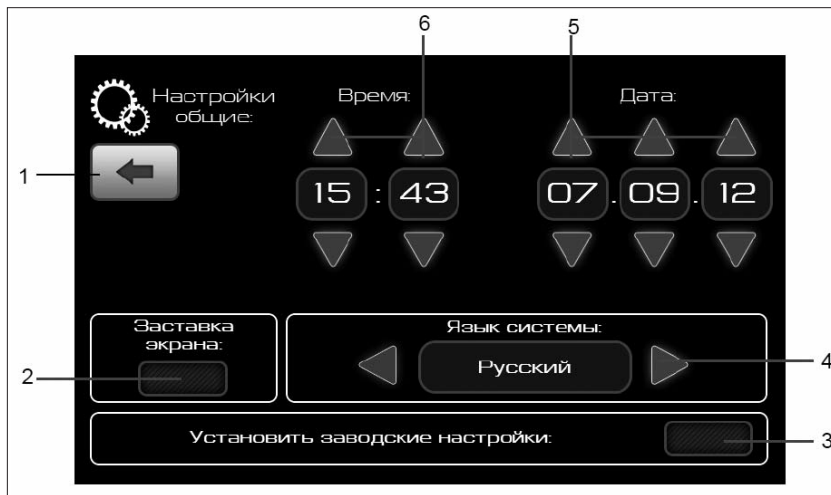 6
5
Настройки
общие:
Время:
Дата:
1
15 : 43
07.09.12
Заставка
экрана:
2
Язык системы:
Русский
4
Установить заводские настройки:
3